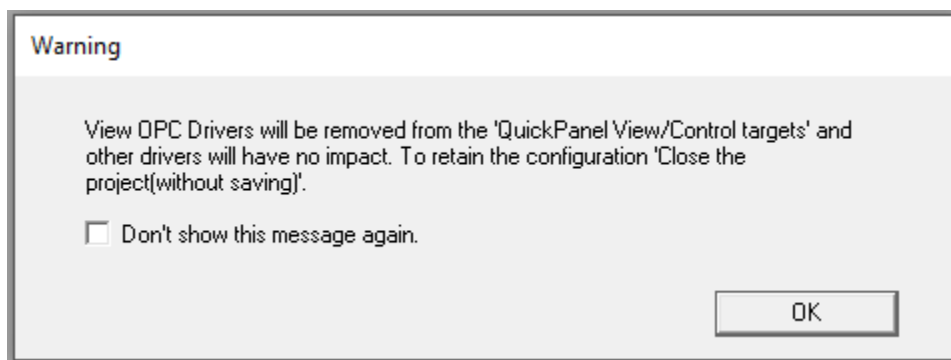 Warning
View OPC Drivers will be removed from the 'QuickPanel View/Control targets' and
other drivers will have no impact. To retain the configuration 'Close the
project(without saving)'.
Don't show this message again.
OK